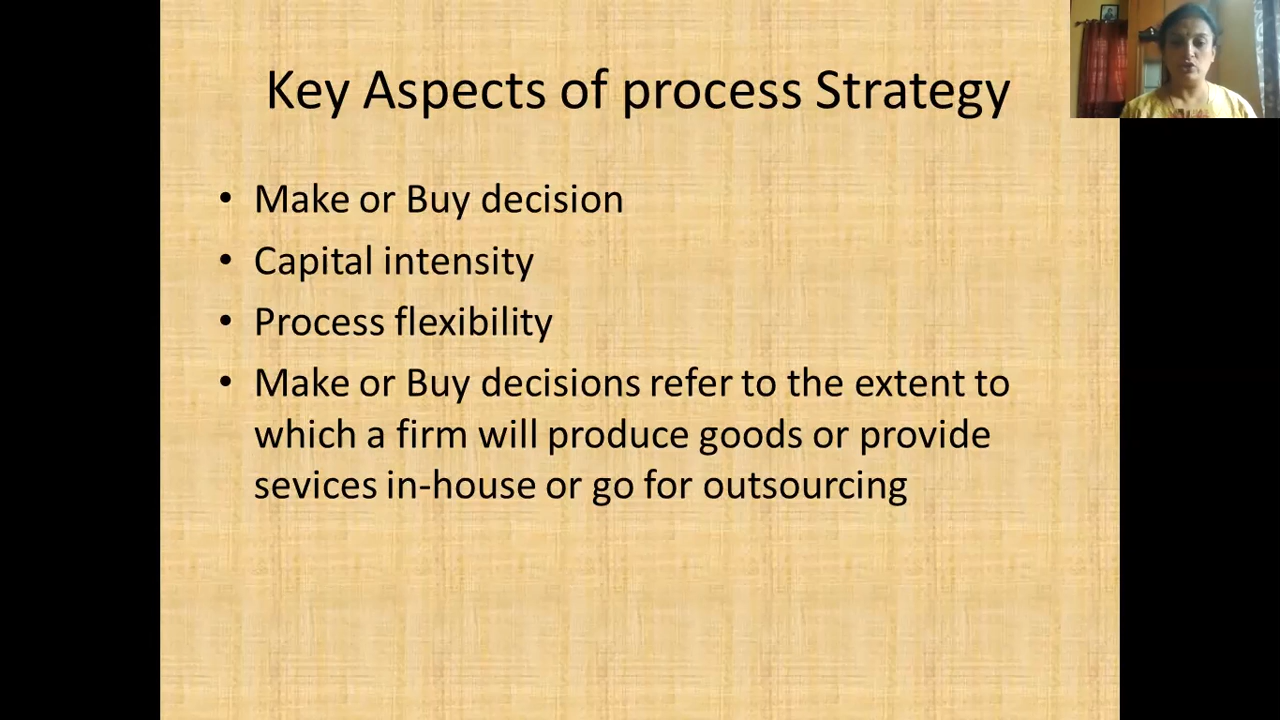 Key Aspects of process Strategy
• Make or Buy decision
• Capital intensity
• Process flexibility
• Make or Buy decisions refer to the extent to
which a firm will produce goods or provide
sevices in-house or go for outsourcing